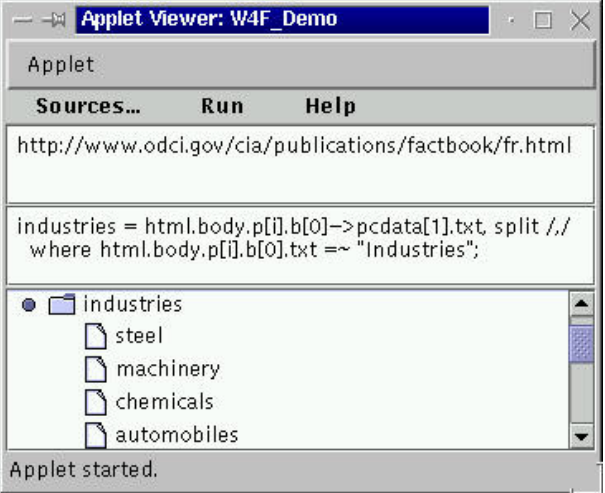 Applet Viewer: W4F_Demo
Applet
Sources... Run Help
http://www.odci.gov/cia/publications/factbook/fr.html
industries = html.body.p[i].b[0]->pcdata[1].txt, split /,/
where html.body.p[i].b[0].txt =~ "Industries";
industries
steel
machinery
chemicals
automobiles
Applet started.